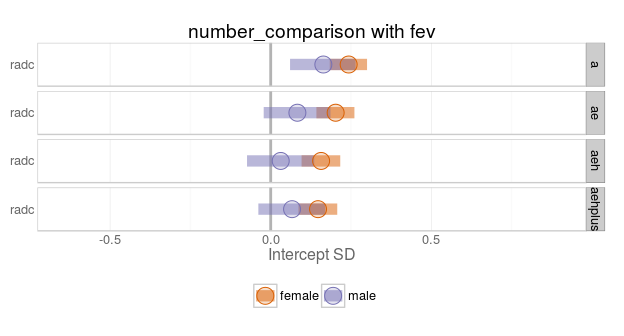 number_comparison with fev
radc
a
radc
ae
radc
aeh
radc
aehplus
-0.5
0.0
0.5
Intercept SD
female
male